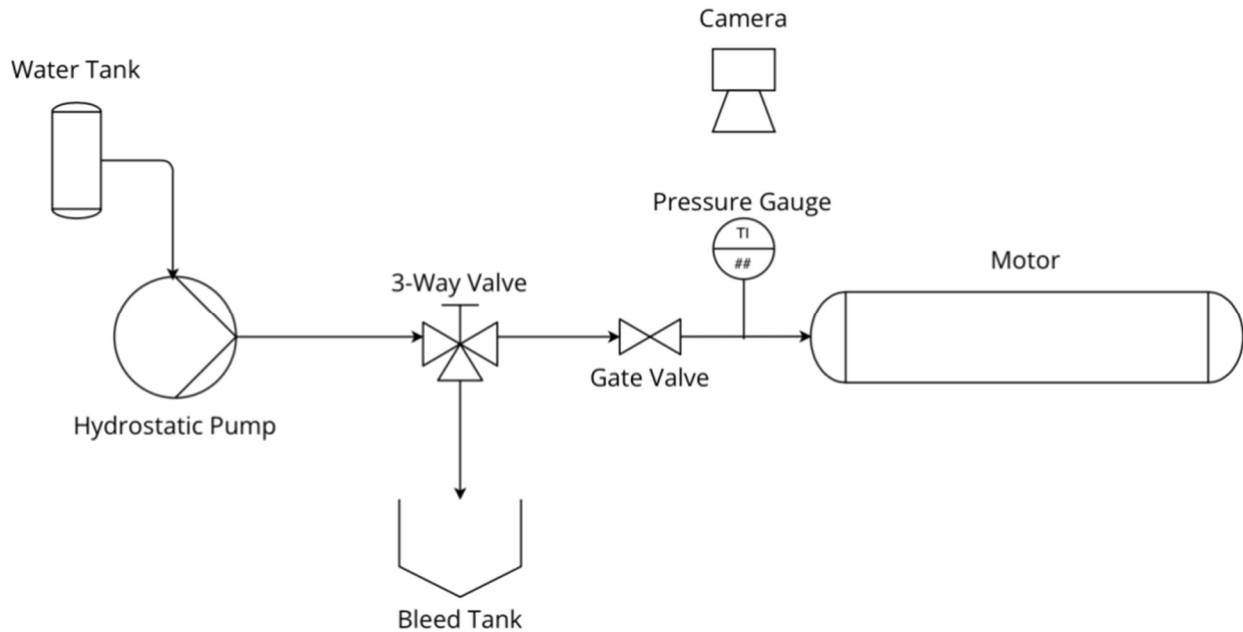 Camera
Water Tank
Pressure Gauge
TI
##
Motor
3-Way Valve
Gate Valve
Hydrostatic Pump
Bleed Tank